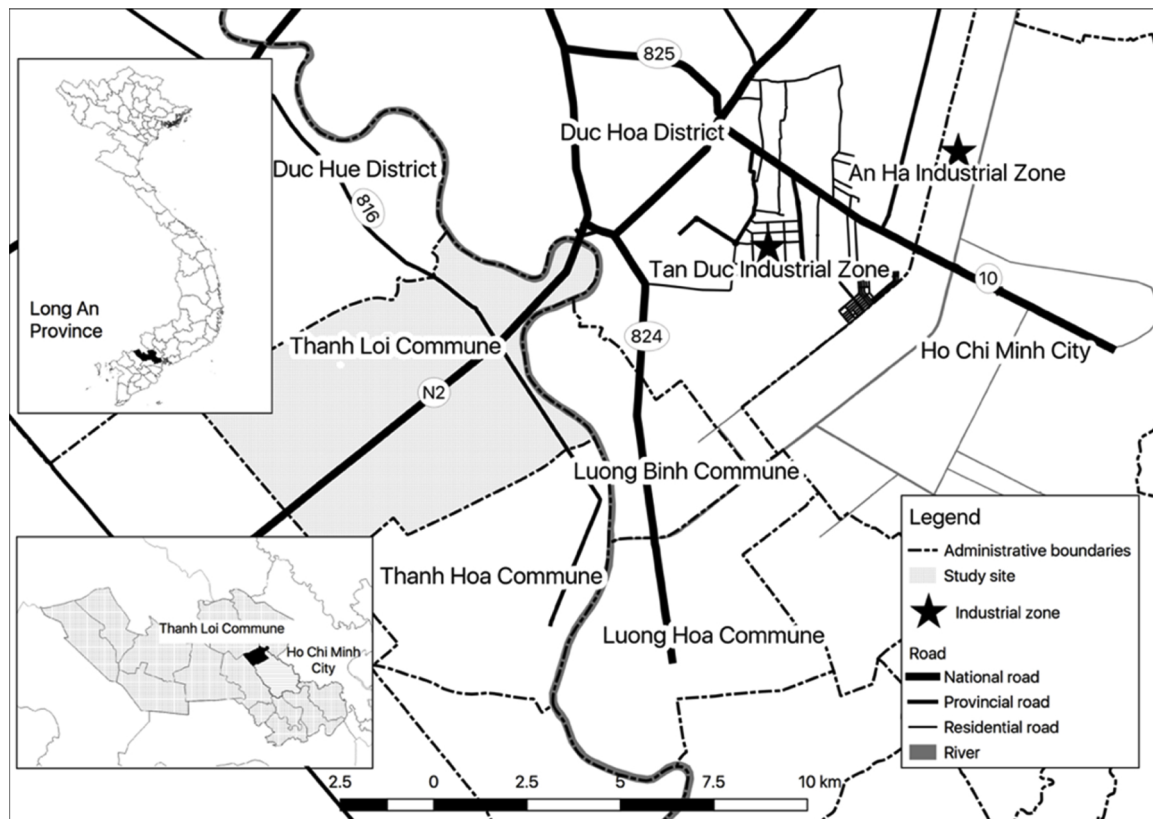 825
Duc Hoa District
Duc Hue District
An Ha Industrial Zone
816
Tan Duc Industrial Zone
10
Long An
Province
824
Thanh Loi Commune
Ho Chi Minh City
N2
Luong Binh Commune
Legend
Administrative boundaries
Study site
Industrial zone
Road
National road
Provincial road
Residential road
River
Thanh Hoa Commune
Luong Hoa Commune
Thanh Loi Commune
Ho Chi Minh
City
2.5 0 2.5 5 7.5 10 km